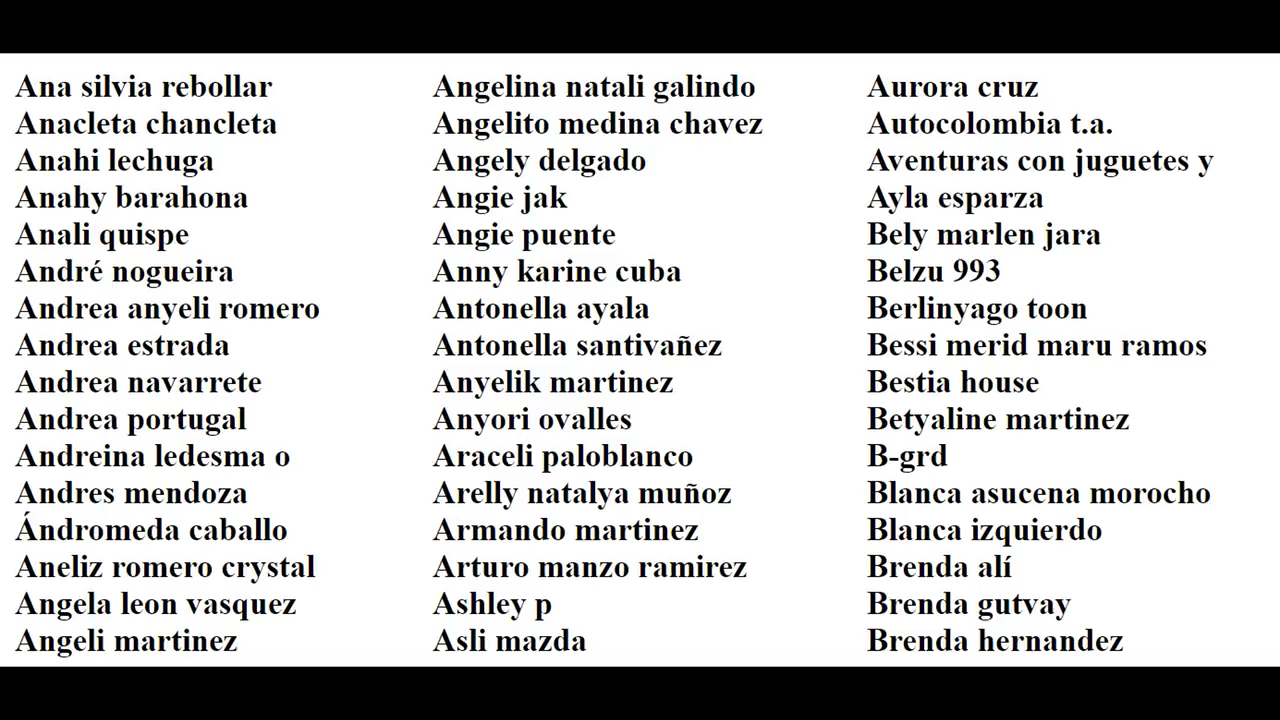 Ana silvia rebollar
Anacleta chancleta
Anahi lechuga
Anahy barahona
Anali quispe
André nogueira
Andrea anyeli romero
Andrea estrada
Andrea navarrete
Andrea portugal
Andreina ledesma o
Andres mendoza
Ándromeda caballo
Aneliz romero crystal
Angela leon vasquez
Angeli martinez
Angelina natali galindo
Angelito medina chavez
Angely delgado
Angie jak
Angie puente
Anny karine cuba
Antonella ayala
Antonella santivañez
Anyelik martinez
Anyori ovalles
Araceli paloblanco
Arelly natalya muñoz
Armando martinez
Arturo manzo ramirez
Ashley p
Asli mazda
Aurora cruz
Autocolombia t.a.
Aventuras con juguetes y
Ayla esparza
Bely marlen jara
Belzu 993
Berlinyago toon
Bessi merid maru ramos
Bestia house
Betyaline martinez
B-grd
Blanca asucena morocho
Blanca izquierdo
Brenda alí
Brenda gutvay
Brenda hernandez